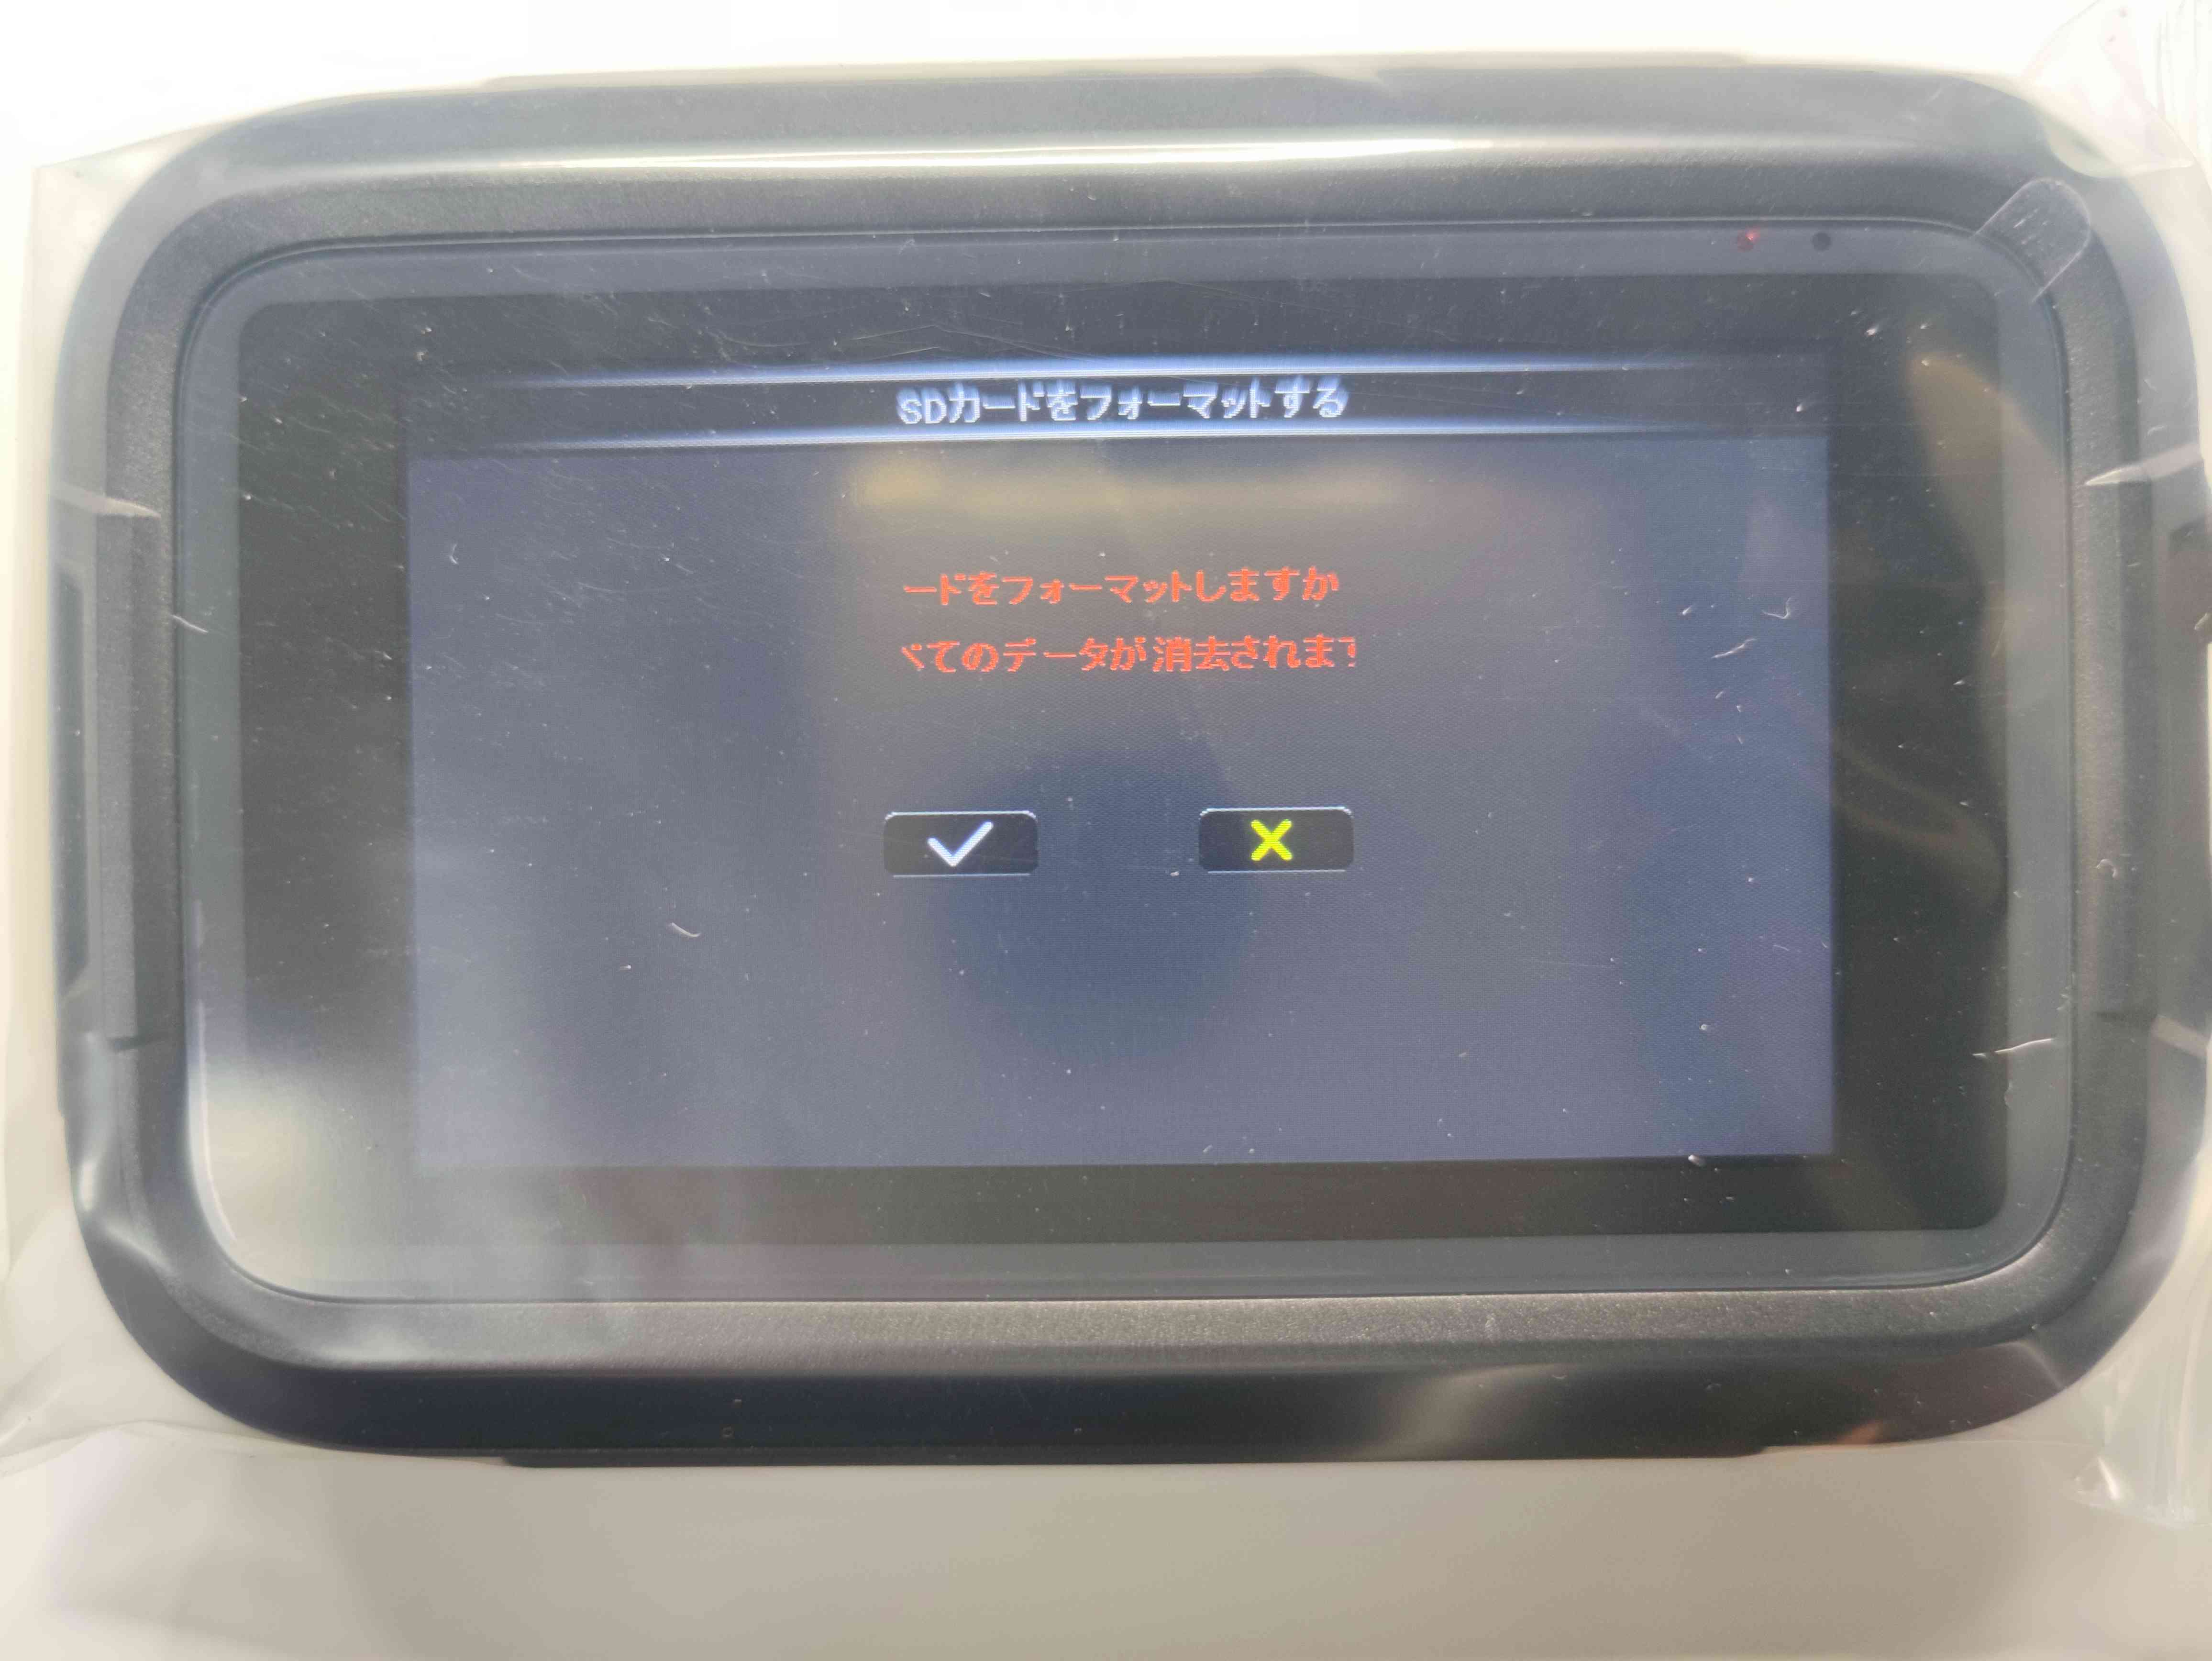 SDカードをフォーマットする
ードをフォーマットしますか
べてのデータが消去されま